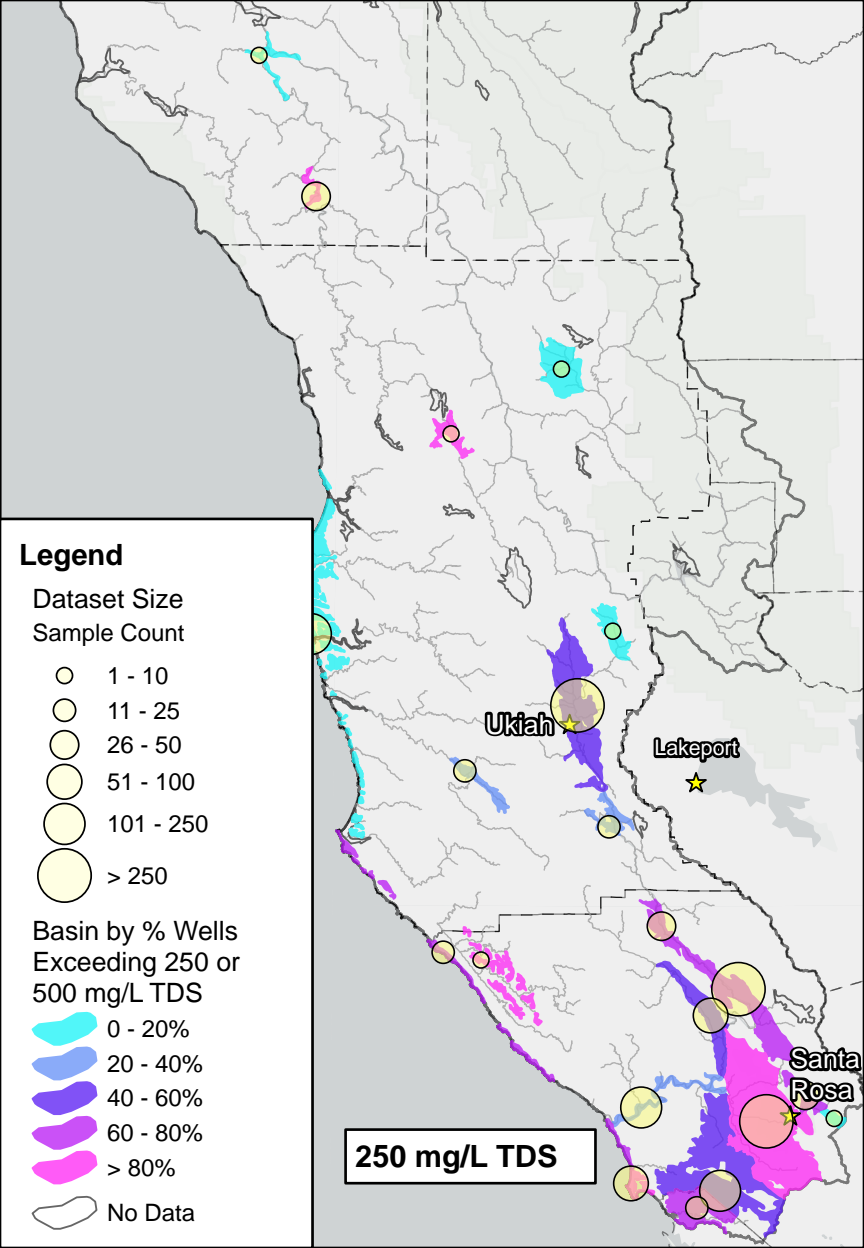 Ukiah
Lakeport
Legend
Dataset Size
Sample Count
1 - 10
11 - 25
26 - 50
51 - 100
101 - 250
> 250
Basin by % Wells
Exceeding 250 or
500 mg/L TDS
0 - 20%
20 - 40%
40 - 60%
60 - 80%
> 80%
No Data
Santa
Rosa
250 mg/L TDS